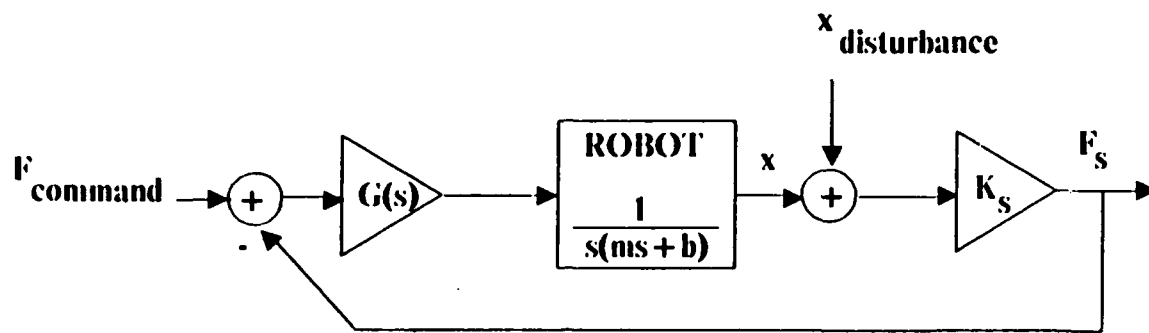 x
disturbance
F
command
+
-
G(s)
ROBOT
1
s(ms + b)
x
+
K
s
F
s